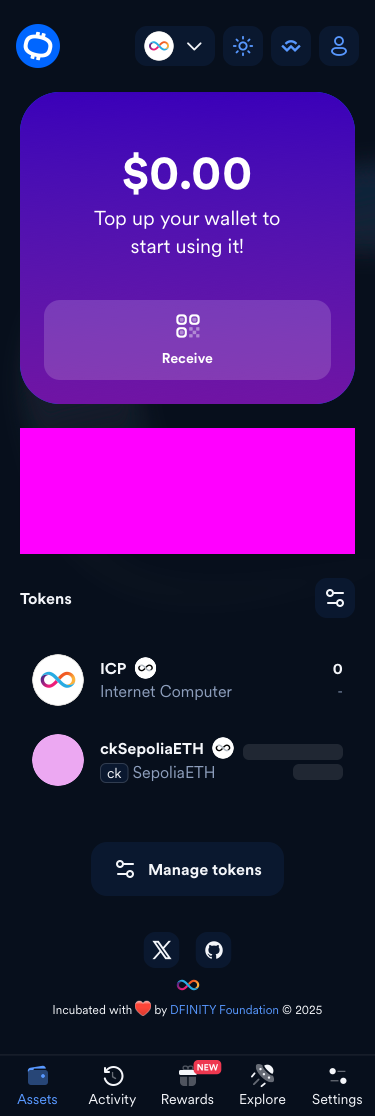 $0.00
Top up your wallet to
start using it!
Receive
Tokens
ICP
0
Internet Computer
-
ckSepoliaETH
ck SepoliaETH
Manage tokens
Incubated with ❤️ by DFINITY Foundation © 2025
NEW
Assets
Activity
Rewards
Explore
Settings